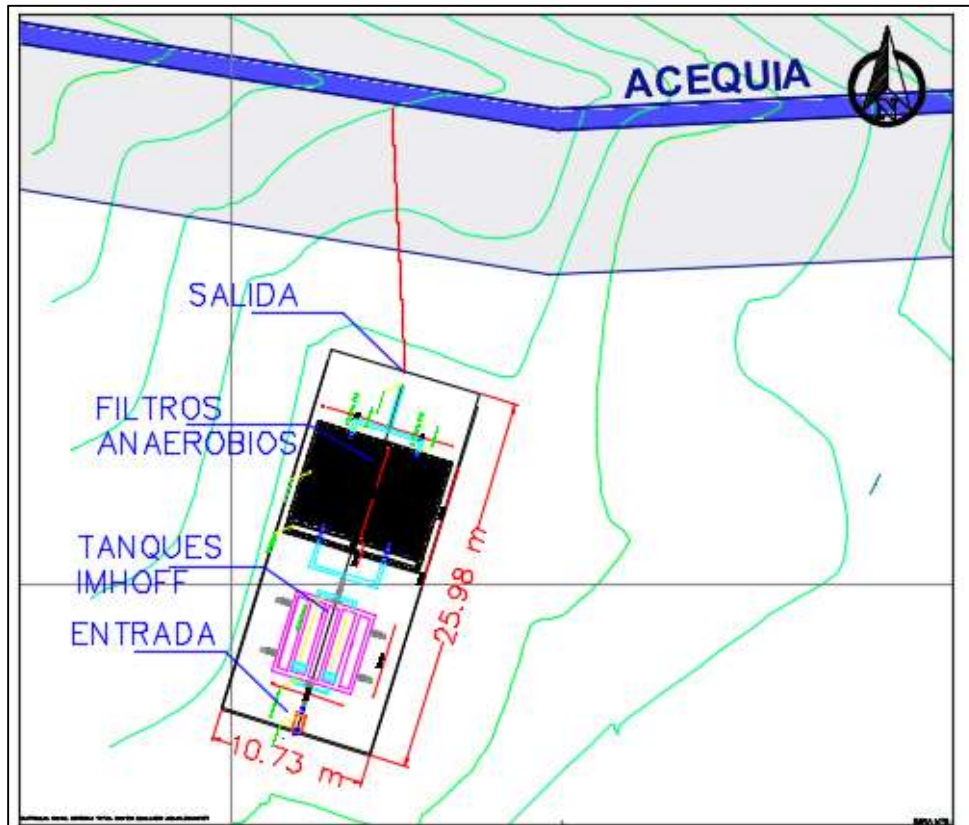 ACEQUIA
SALIDA
FILTROS
ANAEROBIOS
TANQUES
IMHOFF
ENTRADA
25.98 m
10.73 m